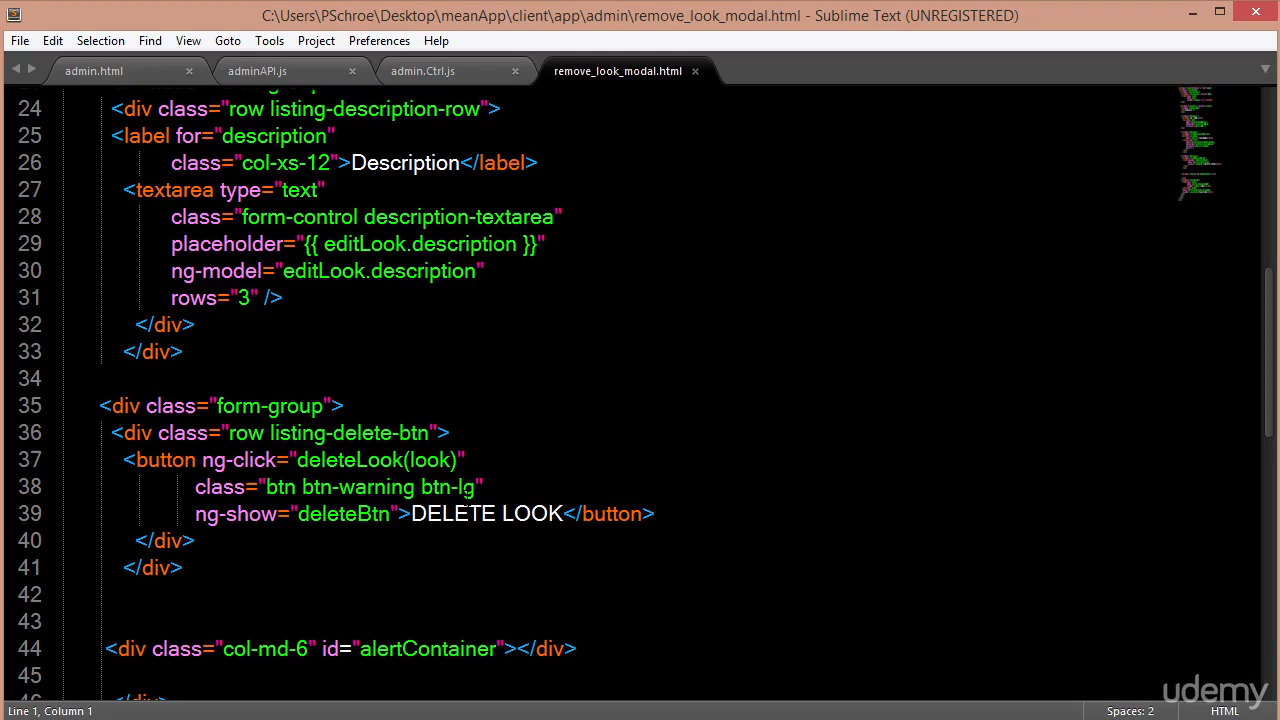 C:\Users\PSchroe\Desktop\meanApp\client\app\admin\remove_look_modal.html - Sublime Text (UNREGISTERED)
File Edit Selection Find View Goto Tools Project Preferences Help
admin.html × adminAPI.js × admin.Ctrl.js × remove_look_modal.html ×
24 <div class="row listing-description-row">
25 <label for="description"
26 class="col-xs-12">Description</label>
27 <textarea type="text"
28 class="form-control description-textarea"
29 placeholder="{{ editLook.description }}"
30 ng-model="editLook.description"
31 rows="3" />
32 </div>
33 </div>
34
35 <div class="form-group">
36 <div class="row listing-delete-btn">
37 <button ng-click="deleteLook(look)"
38 class="btn btn-warning btn-lg"
39 ng-show="deleteBtn">DELETE LOOK</button>
40 </div>
41 </div>
42
43
44 <div class="col-md-6" id="alertContainer"></div>
45
46 </div>
Line 1, Column 1 Spaces: 2 HTML
udemy